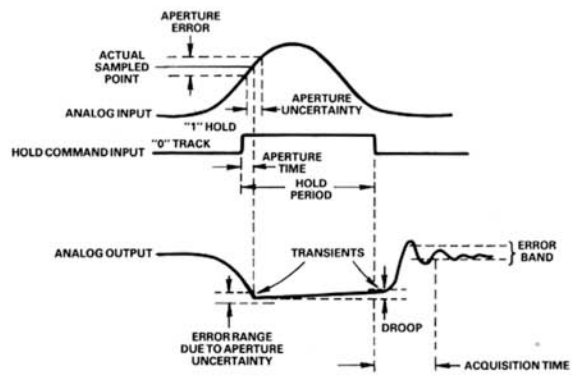 APERTURE
ERROR
ACTUAL
SAMPLED
POINT
ANALOG INPUT
APERTURE
UNCERTAINTY
"1" HOLD
"0" TRACK
HOLD COMMAND INPUT
APERTURE
TIME
HOLD
PERIOD
ANALOG OUTPUT
TRANSIENTS
ERROR
BAND
DROOP
ERROR RANGE
DUE TO APERTURE
UNCERTAINTY
ACQUISITION TIME